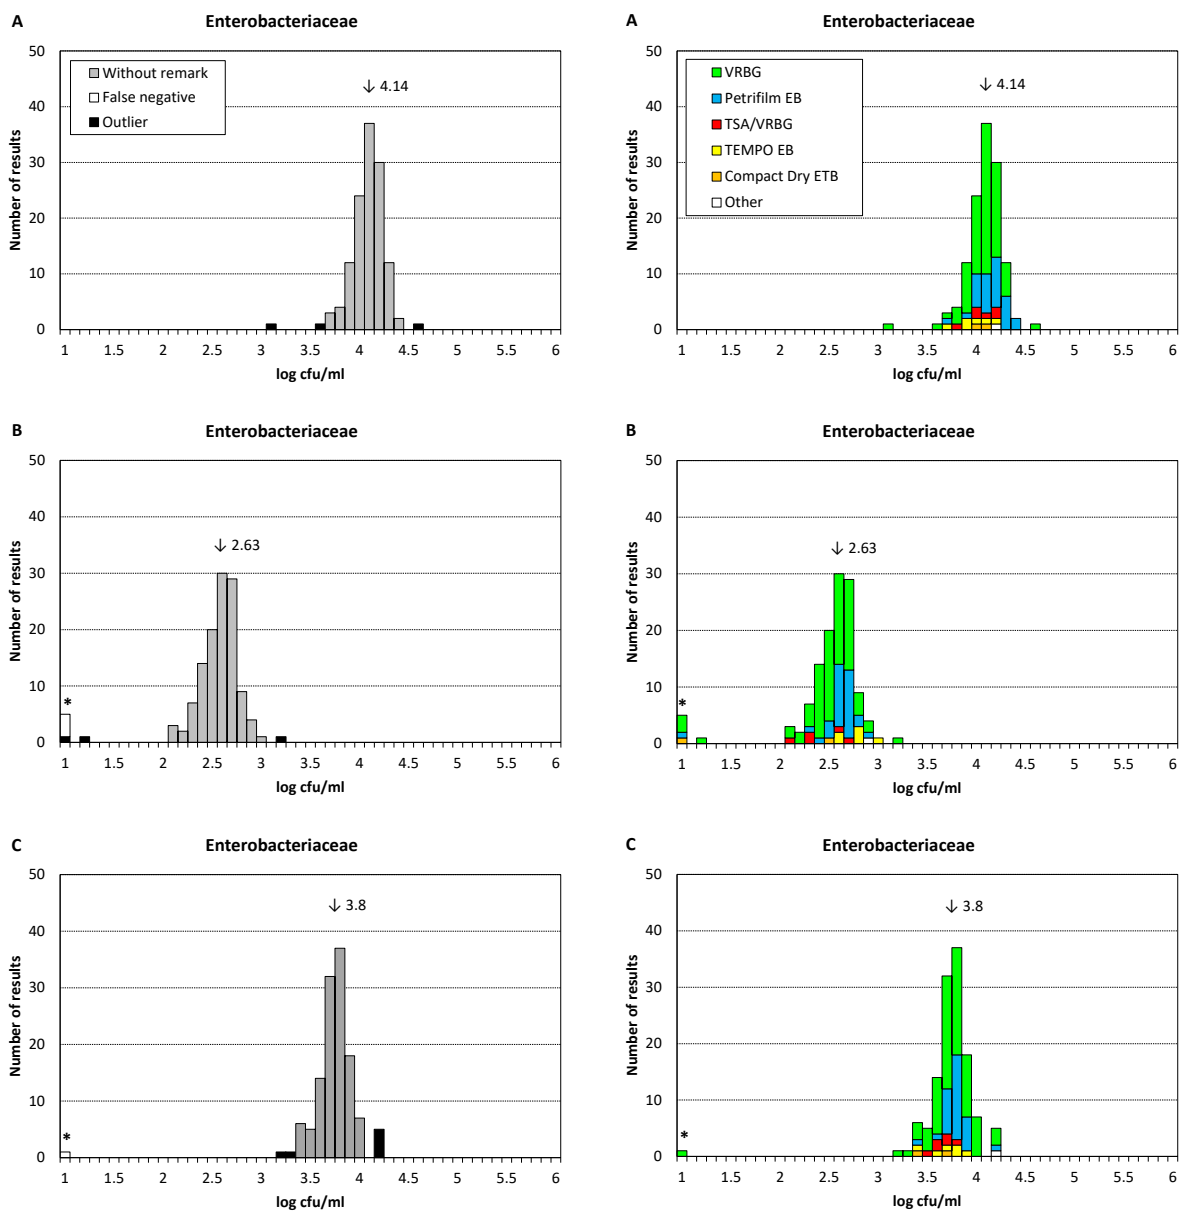 A
Enterobacteriaceae
50
40
30
20
10
0
Number of results
Without remark
False negative
Outlier
↓ 4.14
1 1.5 2 2.5 3 3.5 4 4.5 5 5.5 6
log cfu/ml
A
Enterobacteriaceae
50
40
30
20
10
0
Number of results
VRBG
Petrifilm EB
TSA/VRBG
TEMPO EB
Compact Dry ETB
Other
↓ 4.14
1 1.5 2 2.5 3 3.5 4 4.5 5 5.5 6
log cfu/ml
B
Enterobacteriaceae
50
40
30
20
10
0
Number of results
↓ 2.63
*
1 1.5 2 2.5 3 3.5 4 4.5 5 5.5 6
log cfu/ml
B
Enterobacteriaceae
50
40
30
20
10
0
Number of results
↓ 2.63
*
1 1.5 2 2.5 3 3.5 4 4.5 5 5.5 6
log cfu/ml
C
Enterobacteriaceae
50
40
30
20
10
0
Number of results
↓ 3.8
*
1 1.5 2 2.5 3 3.5 4 4.5 5 5.5 6
log cfu/ml
C
Enterobacteriaceae
50
40
30
20
10
0
Number of results
↓ 3.8
*
1 1.5 2 2.5 3 3.5 4 4.5 5 5.5 6
log cfu/ml